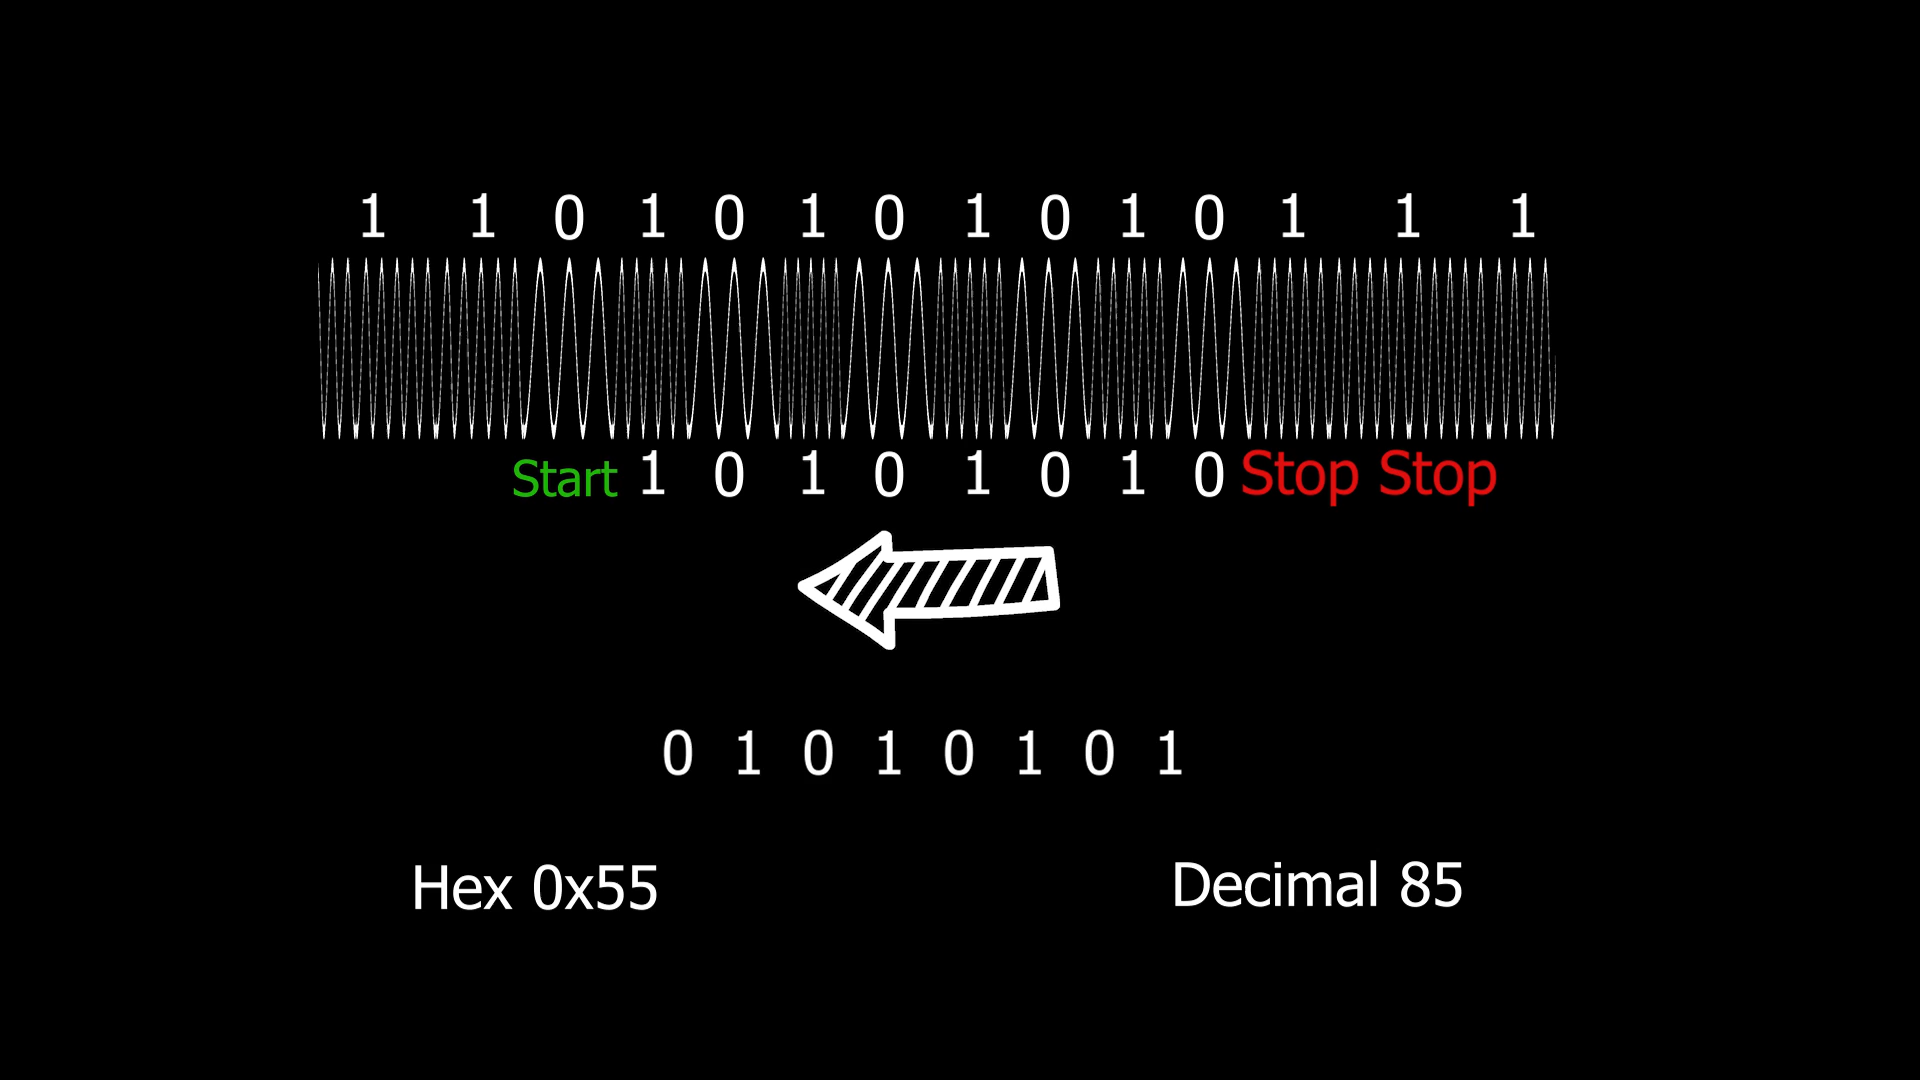 1 1 0 1 0 1 0 1 0 1 0 1 1 1
Start 1 0 1 0 1 0 1 0 Stop Stop
0 1 0 1 0 1 0 1
Hex 0x55 Decimal 85